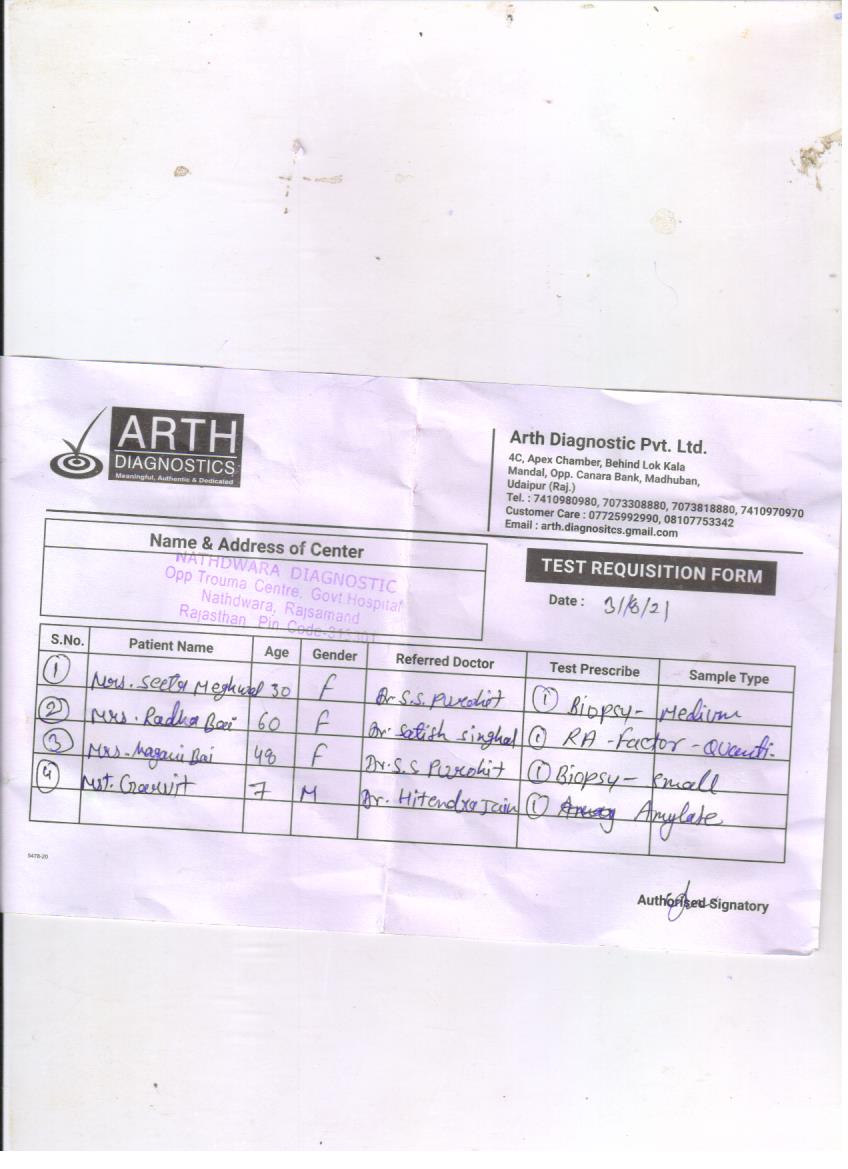 ARTH
DIAGNOSTICS
Meaningful, Authentic & Dedicated
Arth Diagnostic Pvt. Ltd.
4C, Apex Chamber, Behind Lok Kala
Mandal, Opp. Canara Bank, Madhuban,
Udaipur (Raj.)
Tel. : 7410980980, 7073308880, 7073818880, 7410970970
Customer Care : 07725992990, 08107753342
Email : arth.diagnositcs.gmail.com
Name & Address of Center
NATHDWARA DIAGNOSTIC
Opp Trouma Centre, Govt.Hospital
Nathdwara, Rajsamand
Rajasthan Pin Code-313301
TEST REQUISITION FORM
Date : 3/8/21
S.No. Patient Name Age Gender Referred Doctor Test Prescribe Sample Type
1 Mrs. Seeta Meghwal 30 F Dr S.S. Purohit 1 Biopsy - Medium
2 Mrs. Radha Bai 60 F Dr. Satish Singhal 1 RA - Factor - Quanti.
3 Mrs. Nagani Bai 48 F Dr. S.S Purohit 1 Biopsy - Small
4 Mst. Garvit 7 M Dr. Hitendra Jain 1 Amylase
5478-20
Authorised Signatory